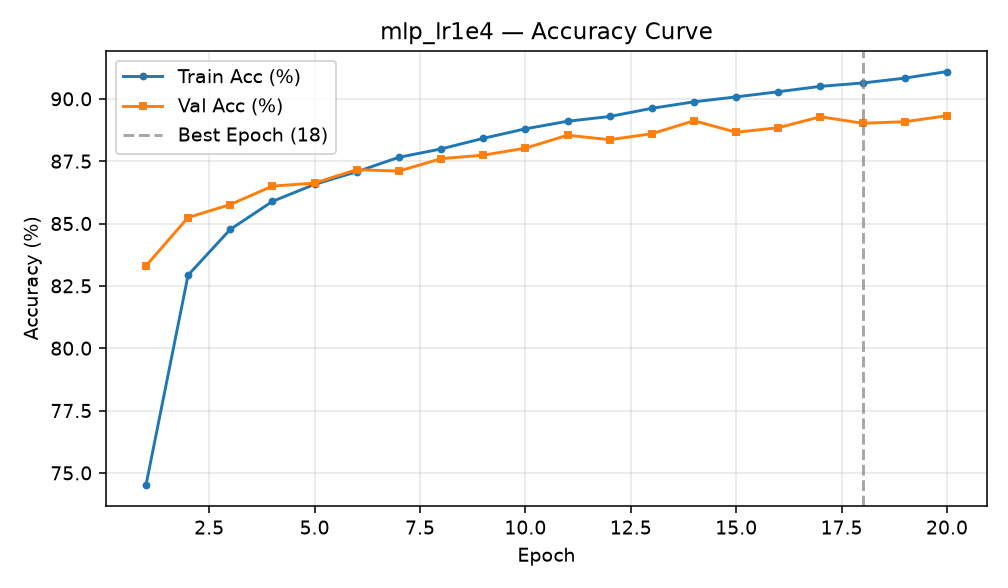 mlp_lr1e4 — Accuracy Curve
Train Acc (%)
Val Acc (%)
Best Epoch (18)
Accuracy (%)
90.0
87.5
85.0
82.5
80.0
77.5
75.0
2.5 5.0 7.5 10.0 12.5 15.0 17.5 20.0
Epoch